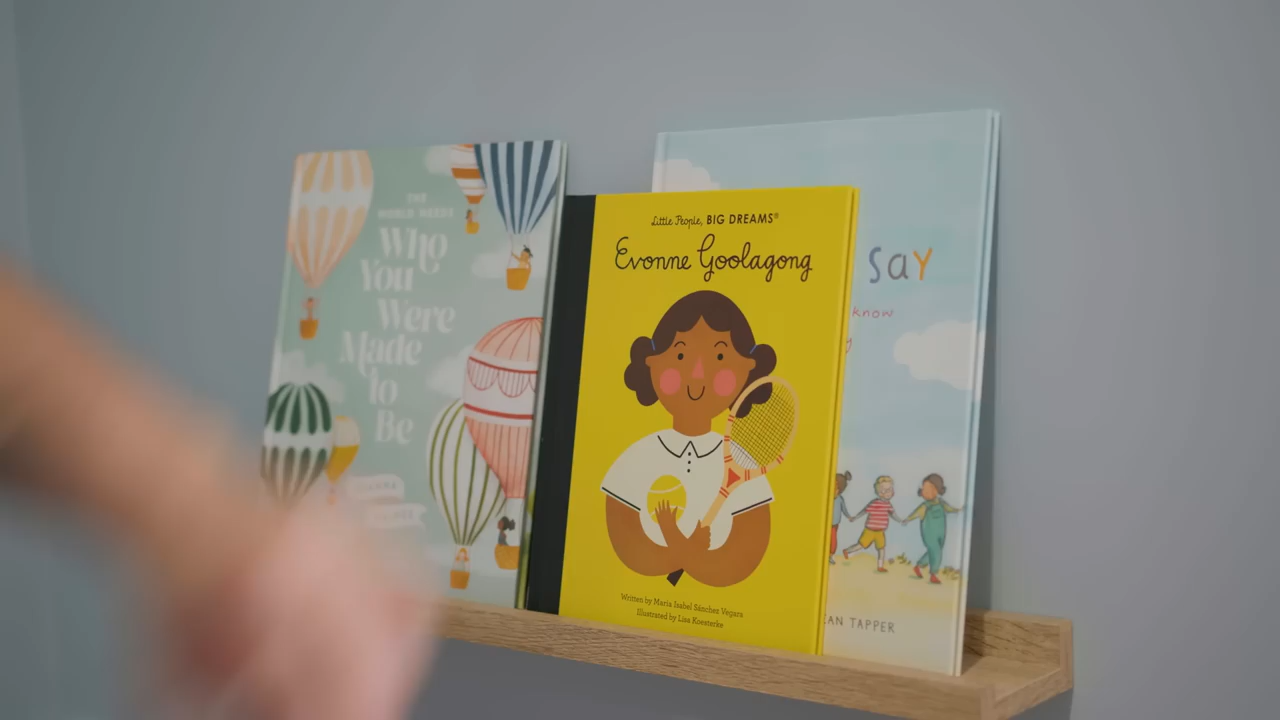 THE
WORLD NEEDS
Who
You
Were
Made
to
Be
Little People, BIG DREAMS®
Evonne Goolagong
Written by Maria Isabel Sánchez Vegara
Illustrated by Lisa Koesterke
Say
know
y
AN TAPPER